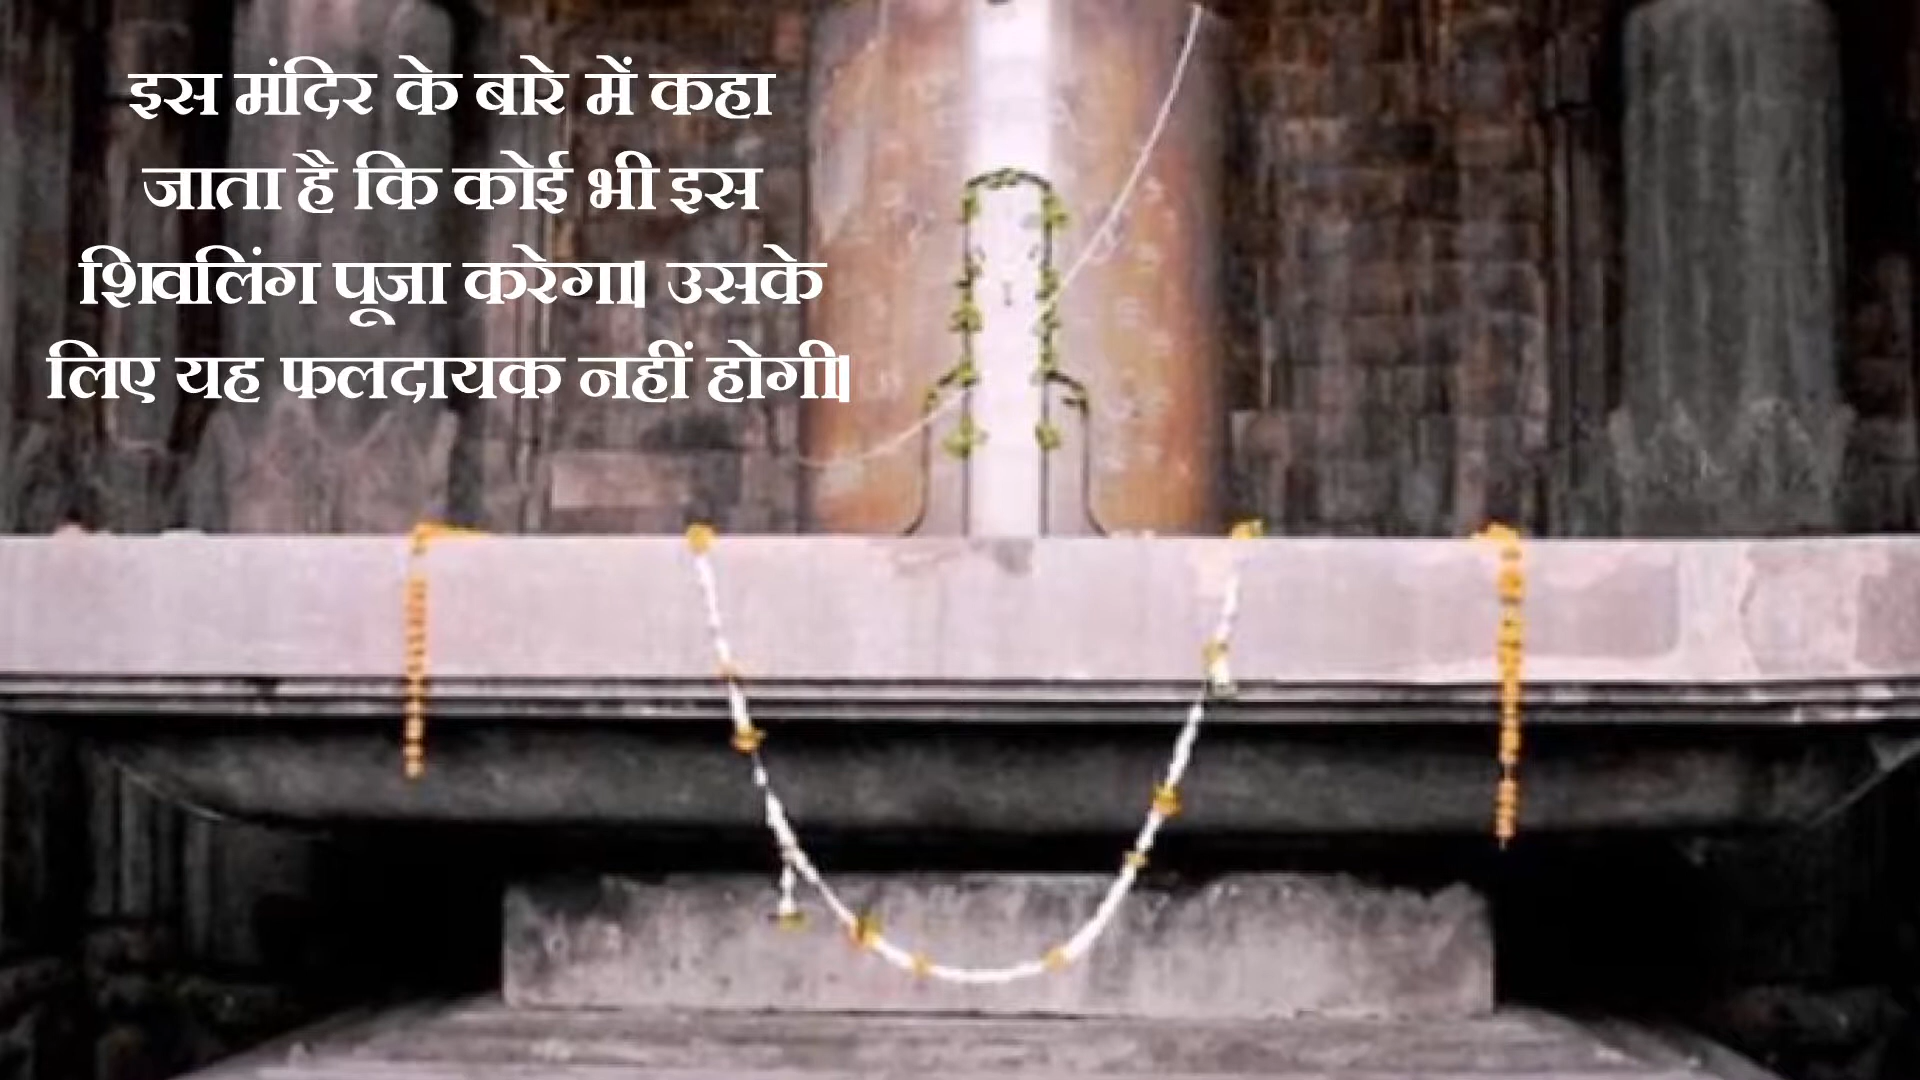 इस मंदिर के बारे में कहा
जाता है कि कोई भी इस
शिवलिंग पूजा करेगा। उसके
लिए यह फलदायक नहीं होगी।